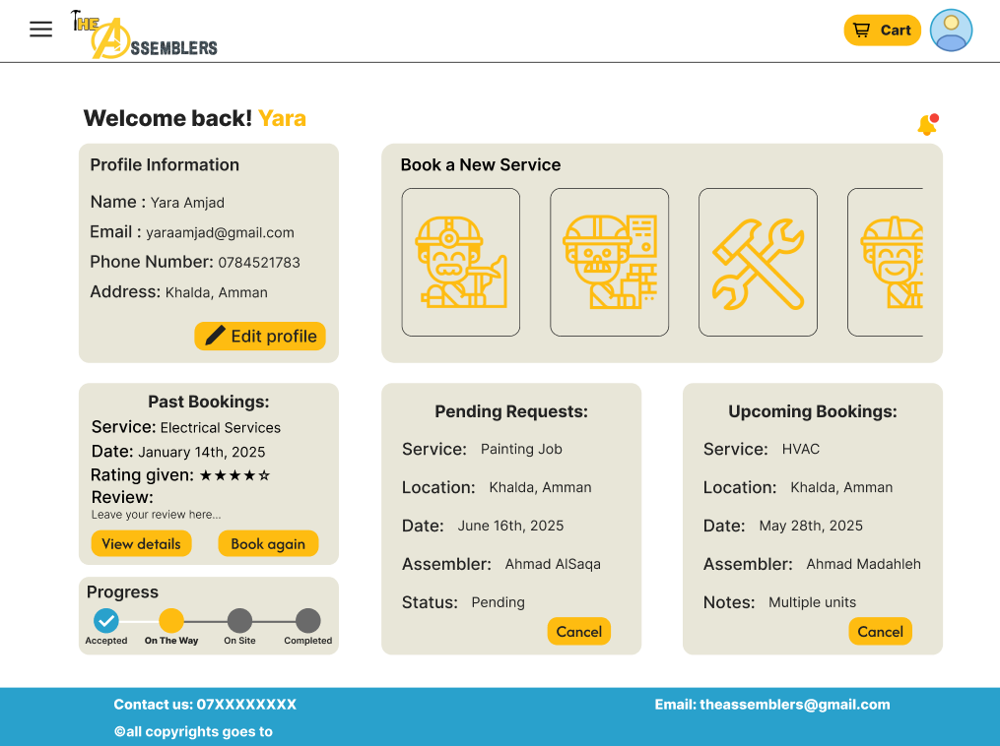 THE ASSEMBLERS
Cart
Welcome back! Yara
Profile Information
Name : Yara Amjad
Email : yaraamjad@gmail.com
Phone Number: 0784521783
Address: Khalda, Amman
Edit profile
Book a New Service
Past Bookings:
Service: Electrical Services
Date: January 14th, 2025
Rating given: ★★★★☆
Review:
Leave your review here...
View details
Book again
Progress
Accepted
On The Way
On Site
Completed
Pending Requests:
Service: Painting Job
Location: Khalda, Amman
Date: June 16th, 2025
Assembler: Ahmad AlSaqa
Status: Pending
Cancel
Upcoming Bookings:
Service: HVAC
Location: Khalda, Amman
Date: May 28th, 2025
Assembler: Ahmad Madahleh
Notes: Multiple units
Cancel
Contact us: 07XXXXXXXX
Email: theassemblers@gmail.com
©all copyrights goes to